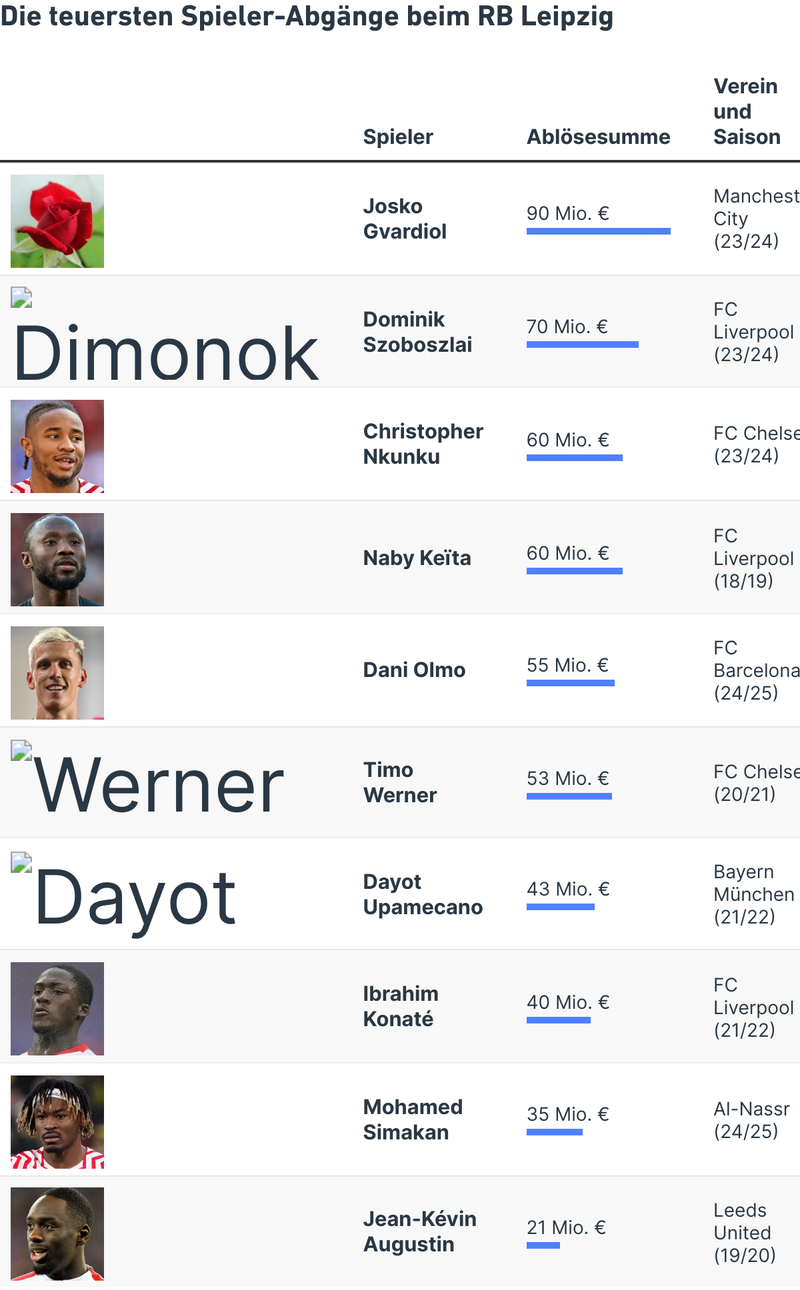 Die teuersten Spieler-Abgänge beim RB Leipzig
Verein
und
Spieler Ablösesumme Saison
Josko
Gvardiol
90 Mio. €
Manchest
City
(23/24)
Dimonok
Dominik
Szoboszlai
70 Mio. €
FC
Liverpool
(23/24)
Christopher
Nkunku
60 Mio. €
FC Chelse
(23/24)
Naby Keïta
60 Mio. €
FC
Liverpool
(18/19)
Dani Olmo
55 Mio. €
FC
Barcelona
(24/25)
Werner
Timo
Werner
53 Mio. €
FC Chelse
(20/21)
Dayot
Dayot
Upamecano
43 Mio. €
Bayern
München
(21/22)
Ibrahim
Konaté
40 Mio. €
FC
Liverpool
(21/22)
Mohamed
Simakan
35 Mio. €
Al-Nassr
(24/25)
Jean-Kévin
Augustin
21 Mio. €
Leeds
United
(19/20)